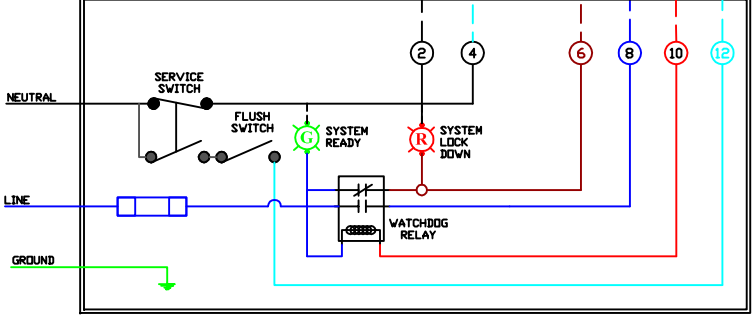 2
4
6
8
10
12
SERVICE
SWITCH
NEUTRAL
FLUSH
SWITCH
G
SYSTEM
READY
R
SYSTEM
LOCK
DOWN
LINE
WATCHDOG
RELAY
GROUND